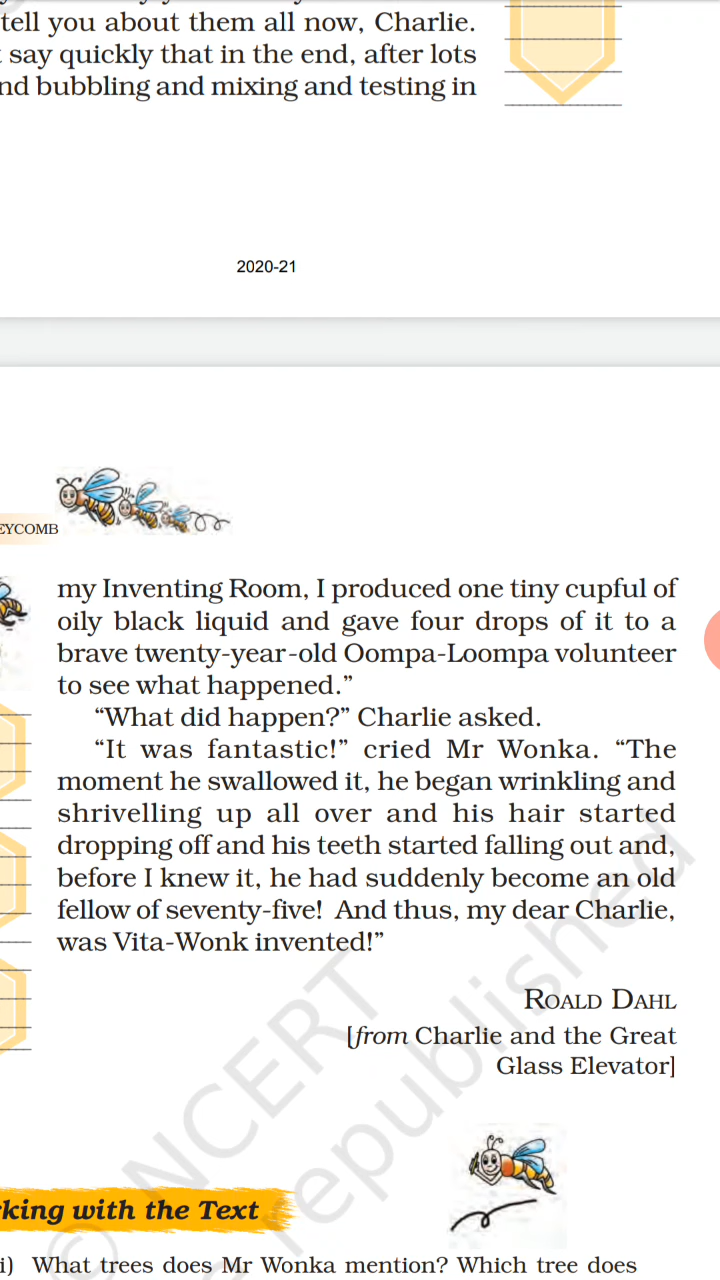 tell you about them all now, Charlie.
say quickly that in the end, after lots
nd bubbling and mixing and testing in
2020-21
EYCOMB
my Inventing Room, I produced one tiny cupful of
oily black liquid and gave four drops of it to a
brave twenty-year-old Oompa-Loompa volunteer
to see what happened.”
“What did happen?” Charlie asked.
“It was fantastic!” cried Mr Wonka. “The
moment he swallowed it, he began wrinkling and
shrivelling up all over and his hair started
dropping off and his teeth started falling out and,
before I knew it, he had suddenly become an old
fellow of seventy-five! And thus, my dear Charlie,
was Vita-Wonk invented!”
ROALD DAHL
[from Charlie and the Great
Glass Elevator]
© NCERT
republished
king with the Text
i) What trees does Mr Wonka mention? Which tree does